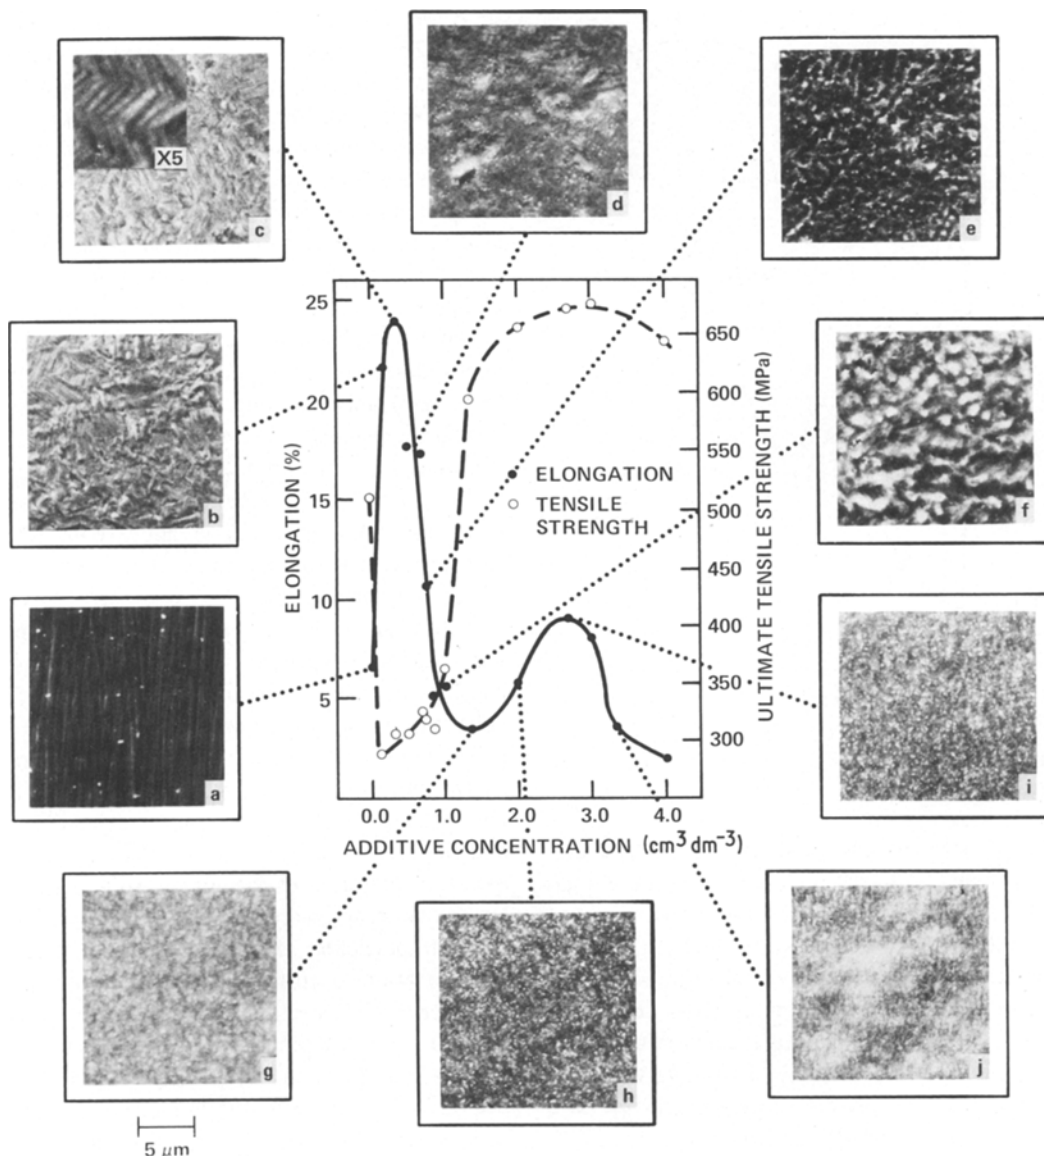 X5
c
d
e
b
f
a
i
g
h
j
25
20
15
10
5
ELONGATION (%)
650
600
550
500
450
400
350
300
ULTIMATE TENSILE STRENGTH (MPa)
ELONGATION
TENSILE
STRENGTH
0.0 1.0 2.0 3.0 4.0
ADDITIVE CONCENTRATION (cm³ dm⁻³)
5 μm